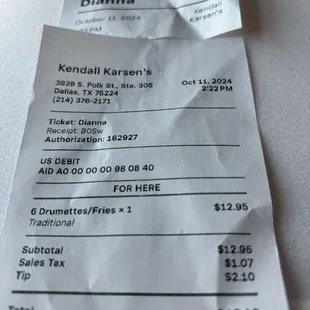 Dianna
October 11, 2024
Kendall
Karsen's
PM
Kendall Karsen's
3939 S. Polk St., Ste. 305
Dallas, TX 75224
(214) 376-2171
Oct 11, 2024
2:22 PM
Ticket: Dianna
Receipt: B0Sw
Authorization: 162927
US DEBIT
AID A0 00 00 00 98 08 40
FOR HERE
6 Drumettes/Fries × 1 $12.95
Traditional
Subtotal $12.95
Sales Tax $1.07
Tip $2.10
Total